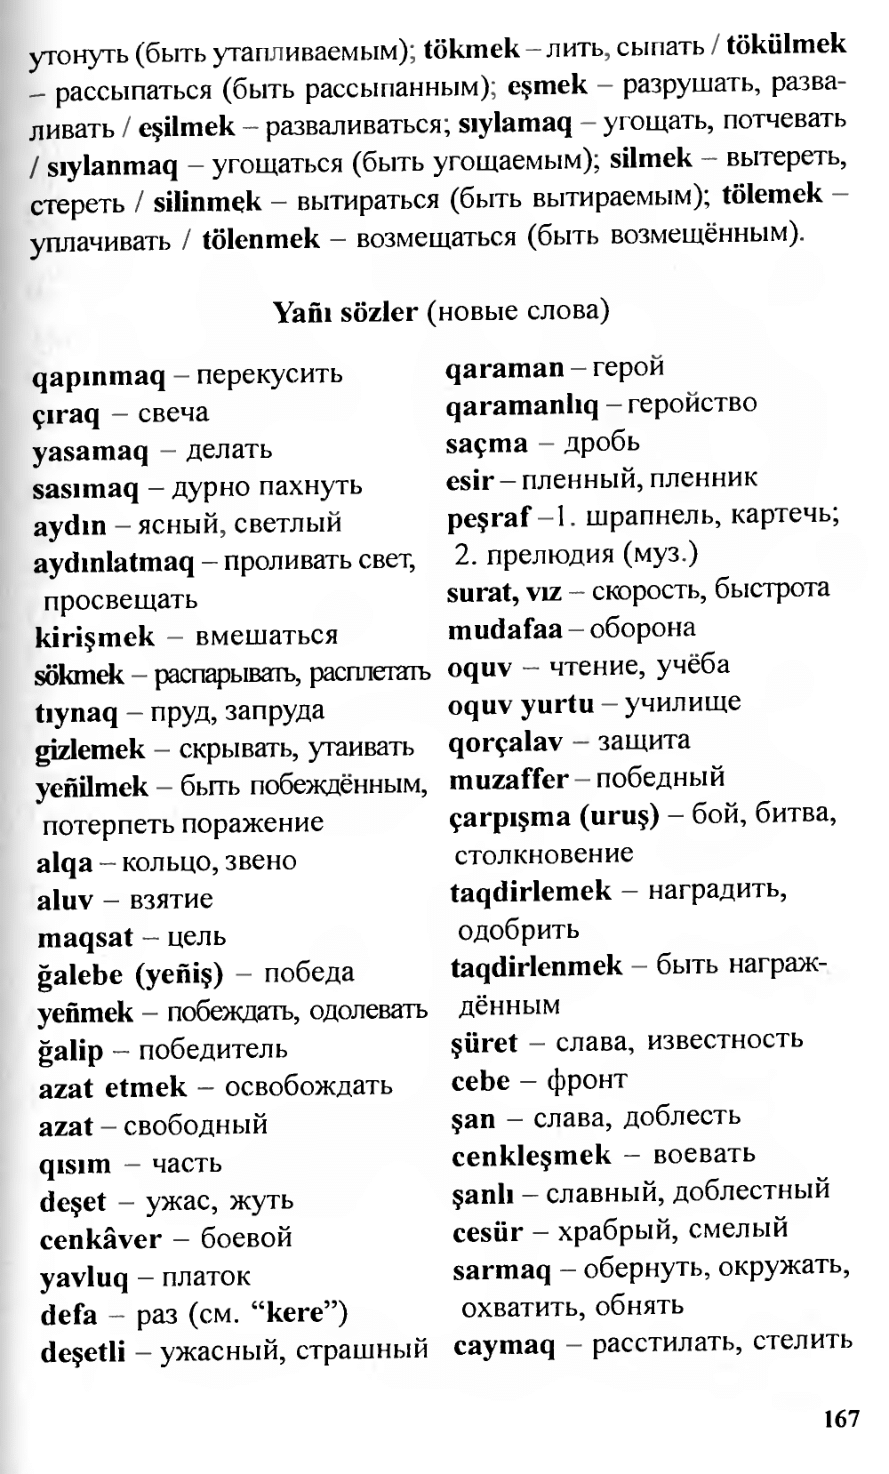 утонуть (быть утапливаемым); tökmek – лить, сыпать / tökülmek
– рассыпаться (быть рассыпанным); eşmek – разрушать, разва-
ливать / eşilmek – разваливаться; sıylamaq – угощать, потчевать
/ sıylanmaq – угощаться (быть угощаемым); silmek – вытереть,
стереть / silinmek – вытираться (быть вытираемым); tölemek –
уплачивать / tölenmek – возмещаться (быть возмещённым).
Yañı sözler (новые слова)
qapınmaq – перекусить
çıraq – свеча
yasamaq – делать
sasımaq – дурно пахнуть
aydın – ясный, светлый
aydınlatmaq – проливать свет,
просвещать
kirişmek – вмешаться
sökmek – распарывать, расплетать
tıynaq – пруд, запруда
gizlemek – скрывать, утаивать
yeñilmek – быть побеждённым,
потерпеть поражение
alqa – кольцо, звено
aluv – взятие
maqsat – цель
ğalebe (yeñiş) – победа
yeñmek – побеждать, одолевать
ğalip – победитель
azat etmek – освобождать
azat – свободный
qısım – часть
deşet – ужас, жуть
cenkâver – боевой
yavluq – платок
defa – раз (см. “kere”)
deşetli – ужасный, страшный
qaraman – герой
qaramanlıq – геройство
saçma – дробь
esir – пленный, пленник
peşraf – 1. шрапнель, картечь;
2. прелюдия (муз.)
surat, vız – скорость, быстрота
mudafaa – оборона
oquv – чтение, учёба
oquv yurtu – училище
qorçalav – защита
muzaffer – победный
çarpışma (uruş) – бой, битва,
столкновение
taqdirlemek – наградить,
одобрить
taqdirlenmek – быть награж-
дённым
şüret – слава, известность
cebe – фронт
şan – слава, доблесть
cenkleşmek – воевать
şanlı – славный, доблестный
cesür – храбрый, смелый
sarmaq – обернуть, окружать,
охватить, обнять
caymaq – расстилать, стелить
167